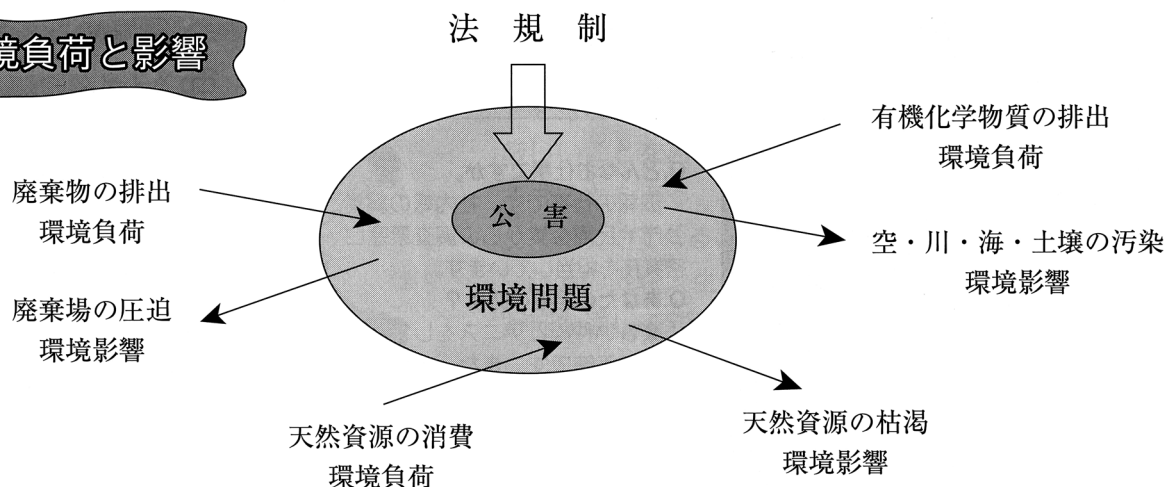 境負荷と影響
法規制
有機化学物質の排出
環境負荷
廃棄物の排出
環境負荷
公害
空・川・海・土壌の汚染
環境影響
環境問題
廃棄場の圧迫
環境影響
天然資源の消費
環境負荷
天然資源の枯渇
環境影響